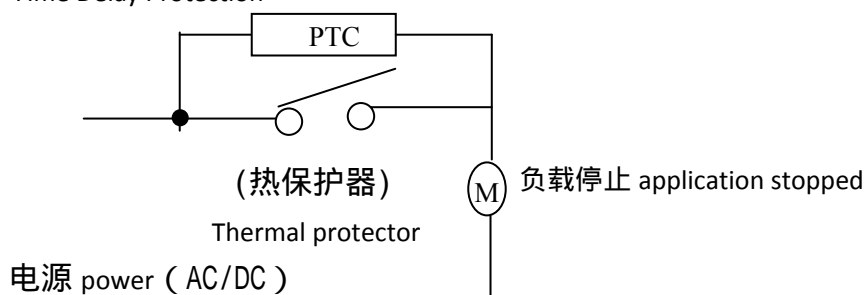 Time Delay Protection
PTC
(热保护器)
M 负载停止 application stopped
Thermal protector
电源 power（AC/DC）